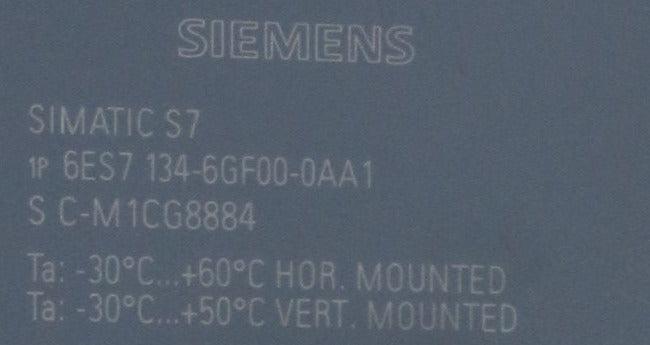 SIEMENS
SIMATIC S7
1P 6ES7 134-6GF00-0AA1
S C-M1CG8884
Ta: -30°C...+60°C HOR. MOUNTED
Ta: -30°C...+50°C VERT. MOUNTED